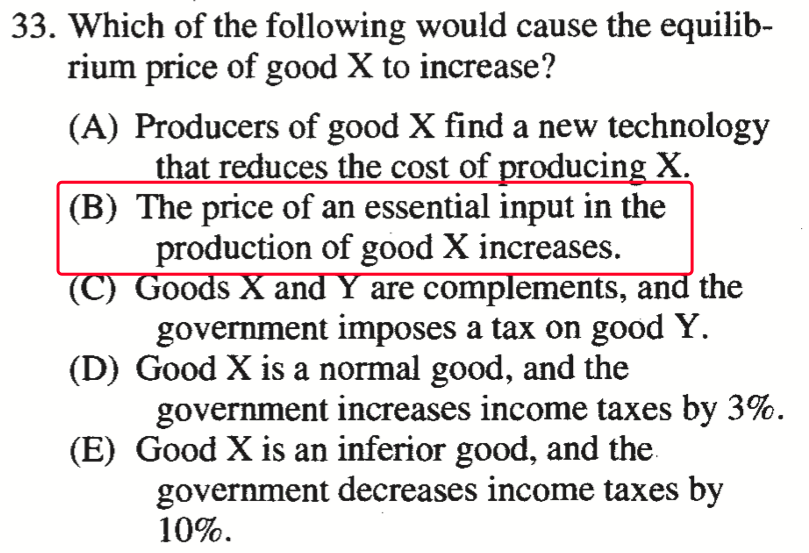 33. Which of the following would cause the equilib-
rium price of good X to increase?
(A) Producers of good X find a new technology
that reduces the cost of producing X.
(B) The price of an essential input in the
production of good X increases.
(C) Goods X and Y are complements, and the
government imposes a tax on good Y.
(D) Good X is a normal good, and the
government increases income taxes by 3%.
(E) Good X is an inferior good, and the
government decreases income taxes by
10%.